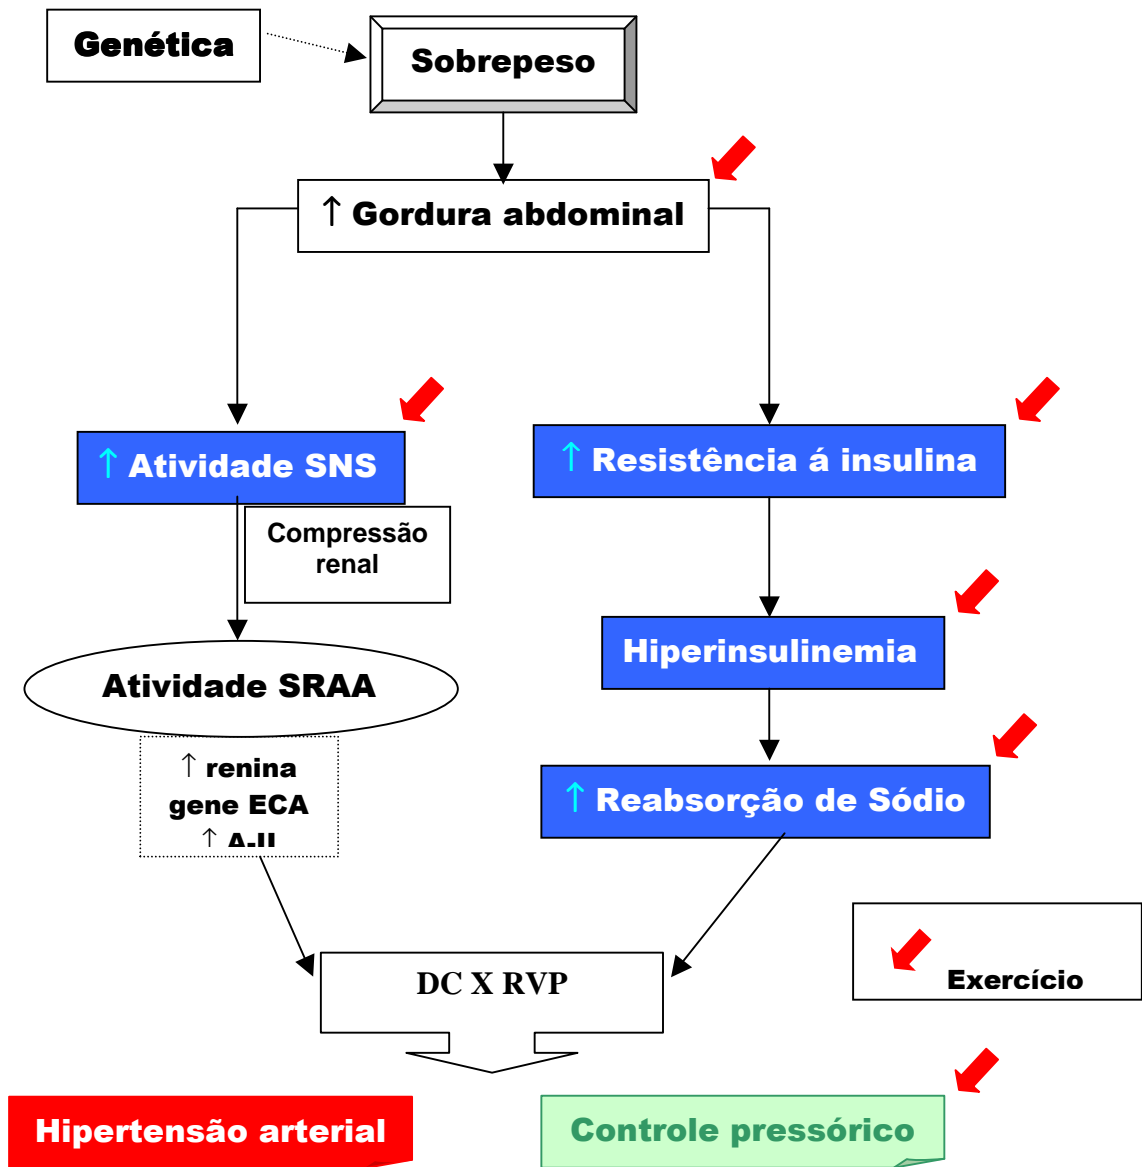 Genética
Sobrepeso
↑ Gordura abdominal
↑ Atividade SNS
↑ Resistência á insulina
Compressão
renal
Hiperinsulinemia
Atividade SRAA
↑ renina
gene ECA
↑ A-II
↑ Reabsorção de Sódio
DC X RVP
Exercício
Hipertensão arterial
Controle pressórico